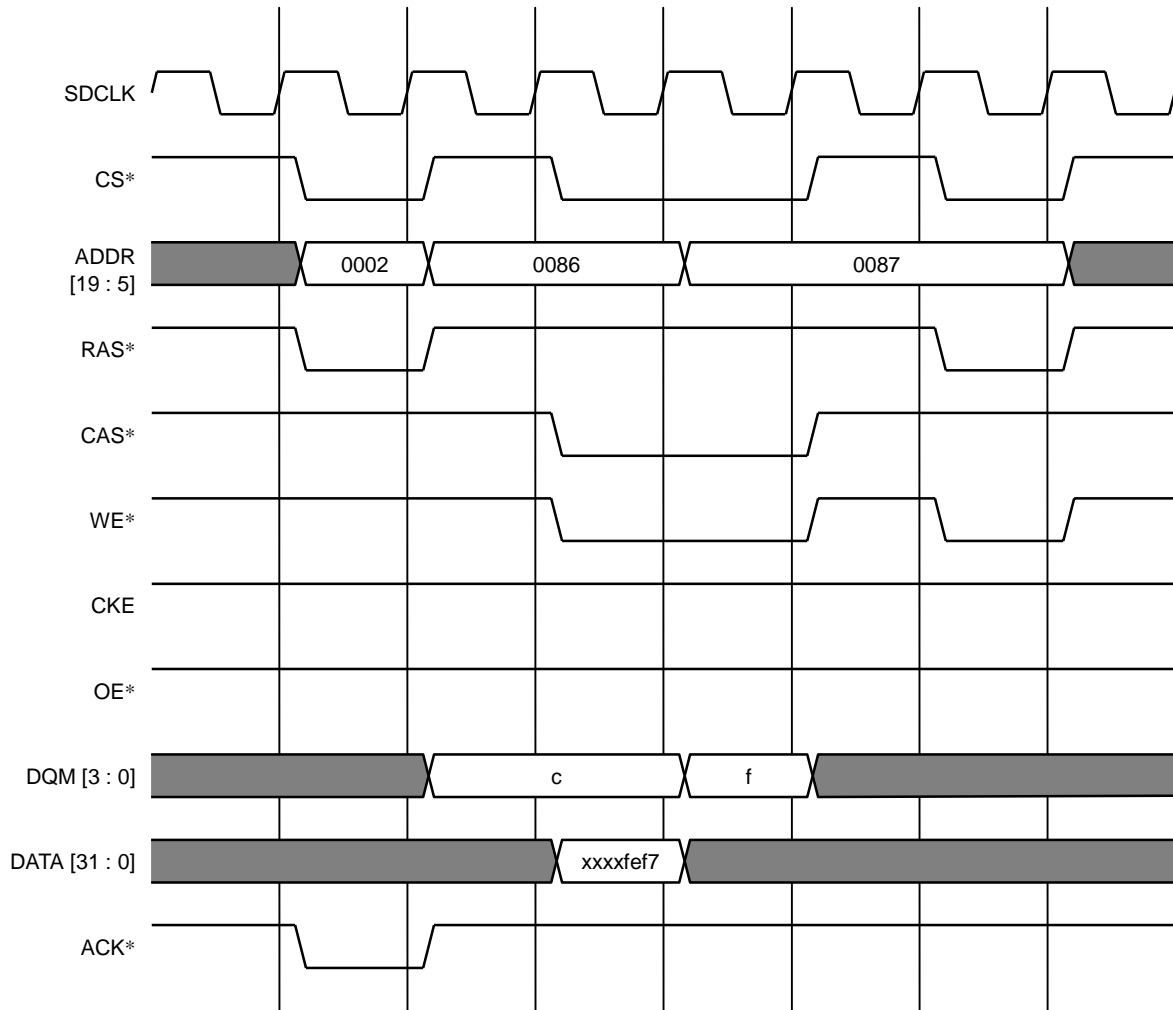 SDCLK
CS*
ADDR
[19 : 5]
0002
0086
0087
RAS*
CAS*
WE*
CKE
OE*
DQM [3 : 0]
c
f
DATA [31 : 0]
xxxxfef7
ACK*